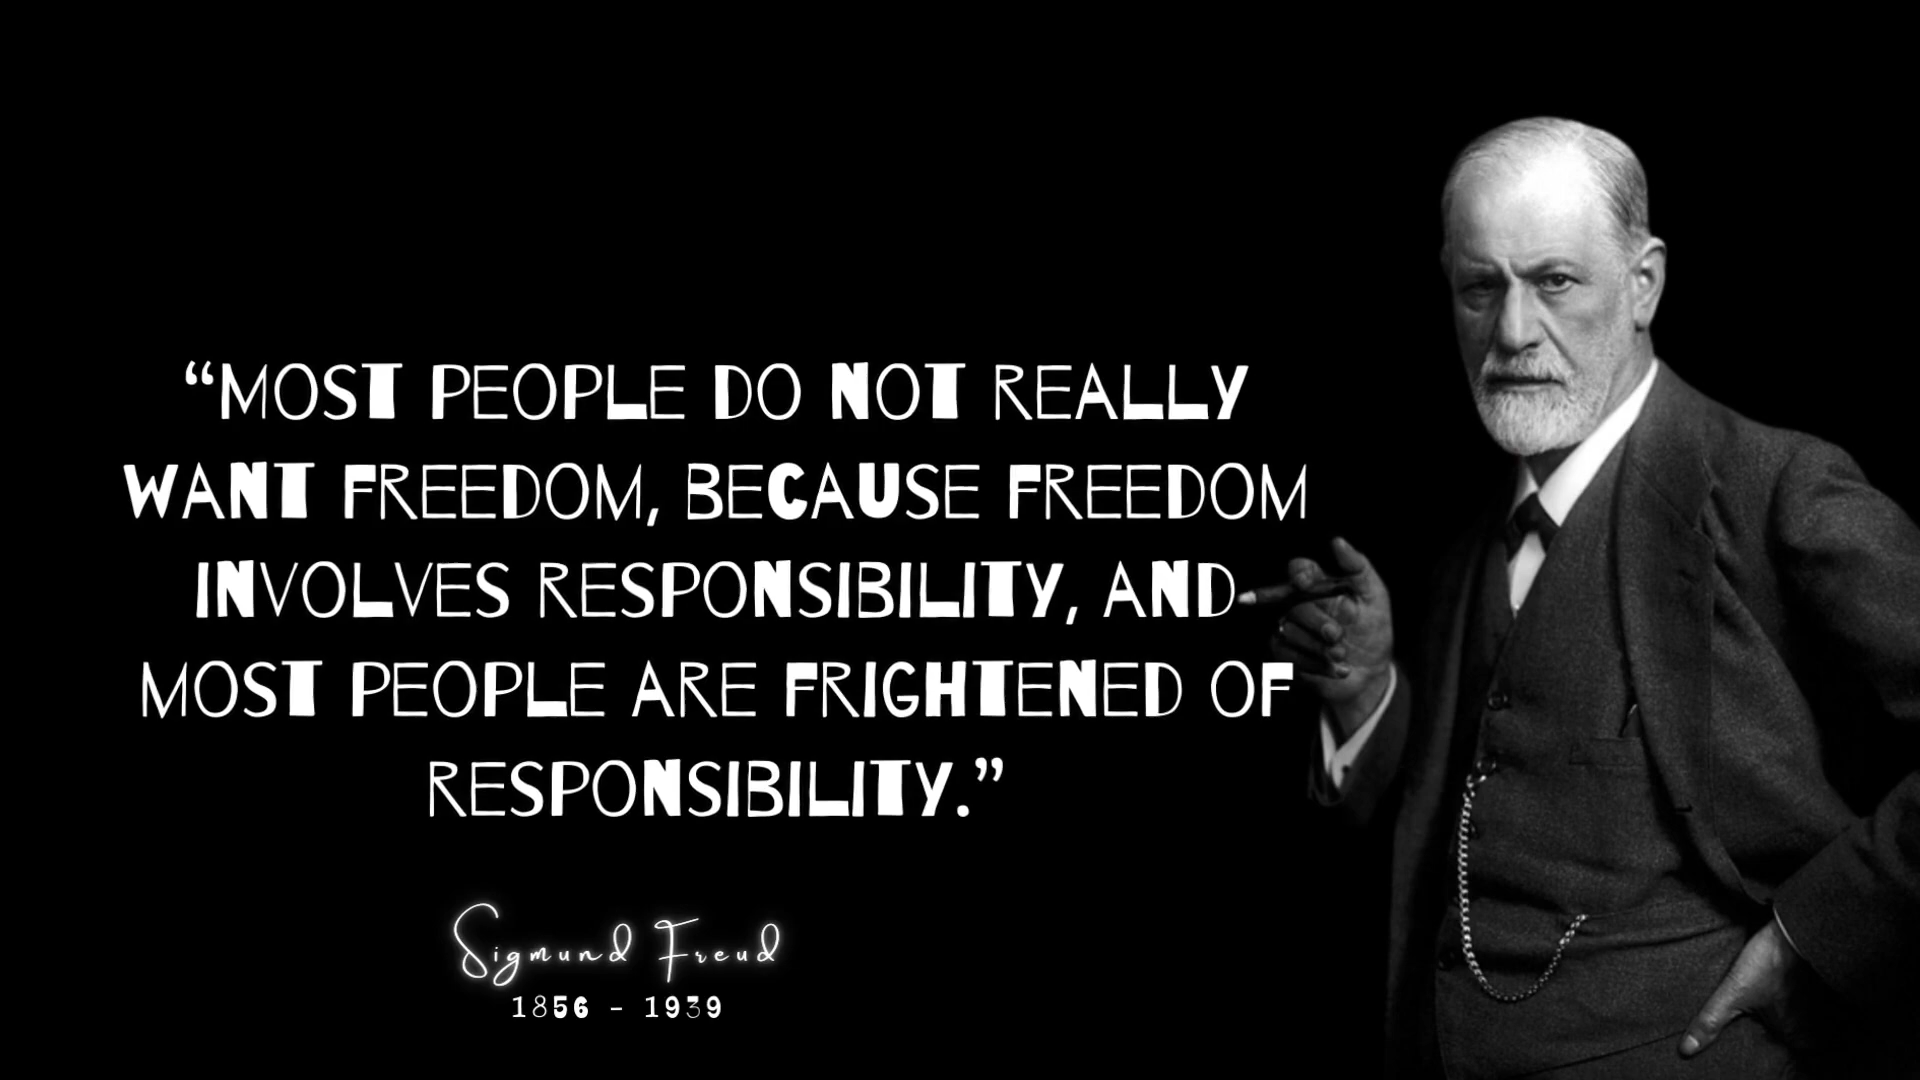 “MOST PEOPLE DO NOT REALLY
WANT FREEDOM, BECAUSE FREEDOM
INVOLVES RESPONSIBILITY, AND
MOST PEOPLE ARE FRIGHTENED OF
RESPONSIBILITY.”
Sigmund Freud
1856 - 1939